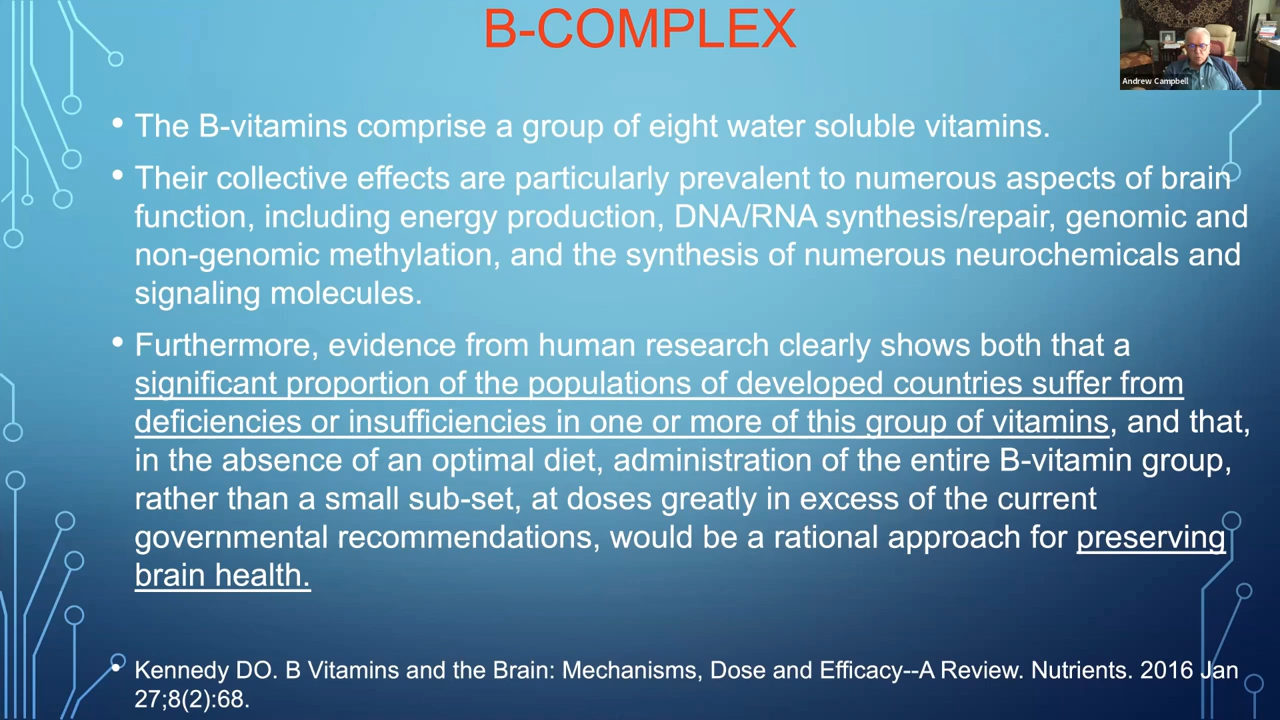 B-COMPLEX
Andrew Campbell
• The B-vitamins comprise a group of eight water soluble vitamins.
• Their collective effects are particularly prevalent to numerous aspects of brain
function, including energy production, DNA/RNA synthesis/repair, genomic and
non-genomic methylation, and the synthesis of numerous neurochemicals and
signaling molecules.
• Furthermore, evidence from human research clearly shows both that a
significant proportion of the populations of developed countries suffer from
deficiencies or insufficiencies in one or more of this group of vitamins, and that,
in the absence of an optimal diet, administration of the entire B-vitamin group,
rather than a small sub-set, at doses greatly in excess of the current
governmental recommendations, would be a rational approach for preserving
brain health.
• Kennedy DO. B Vitamins and the Brain: Mechanisms, Dose and Efficacy--A Review. Nutrients. 2016 Jan
27;8(2):68.